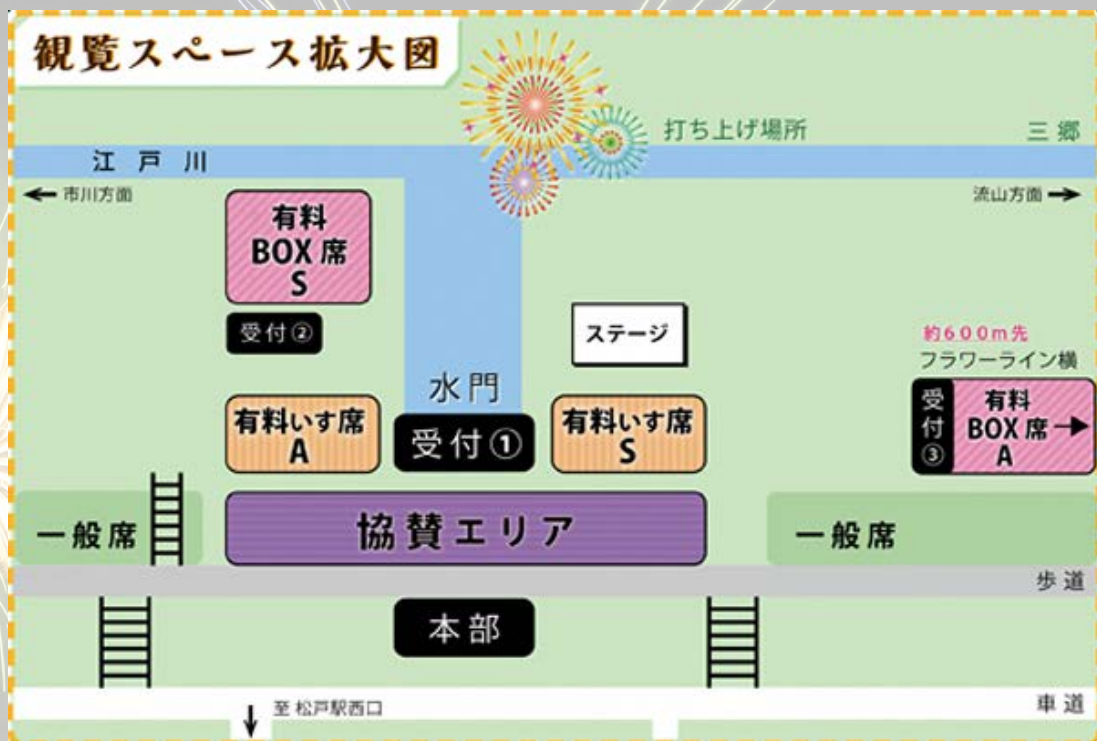 観覧スペース拡大図
打ち上げ場所
三郷
江戸川
← 市川方面
流山方面 →
有料
BOX席
S
受付②
ステージ
約600m先
フラワーライン横
水門
有料いす席
A
受付①
有料いす席
S
受付③
有料
BOX席→
A
一般席
協賛エリア
一般席
歩道
本部
至 松戸駅西口
車道